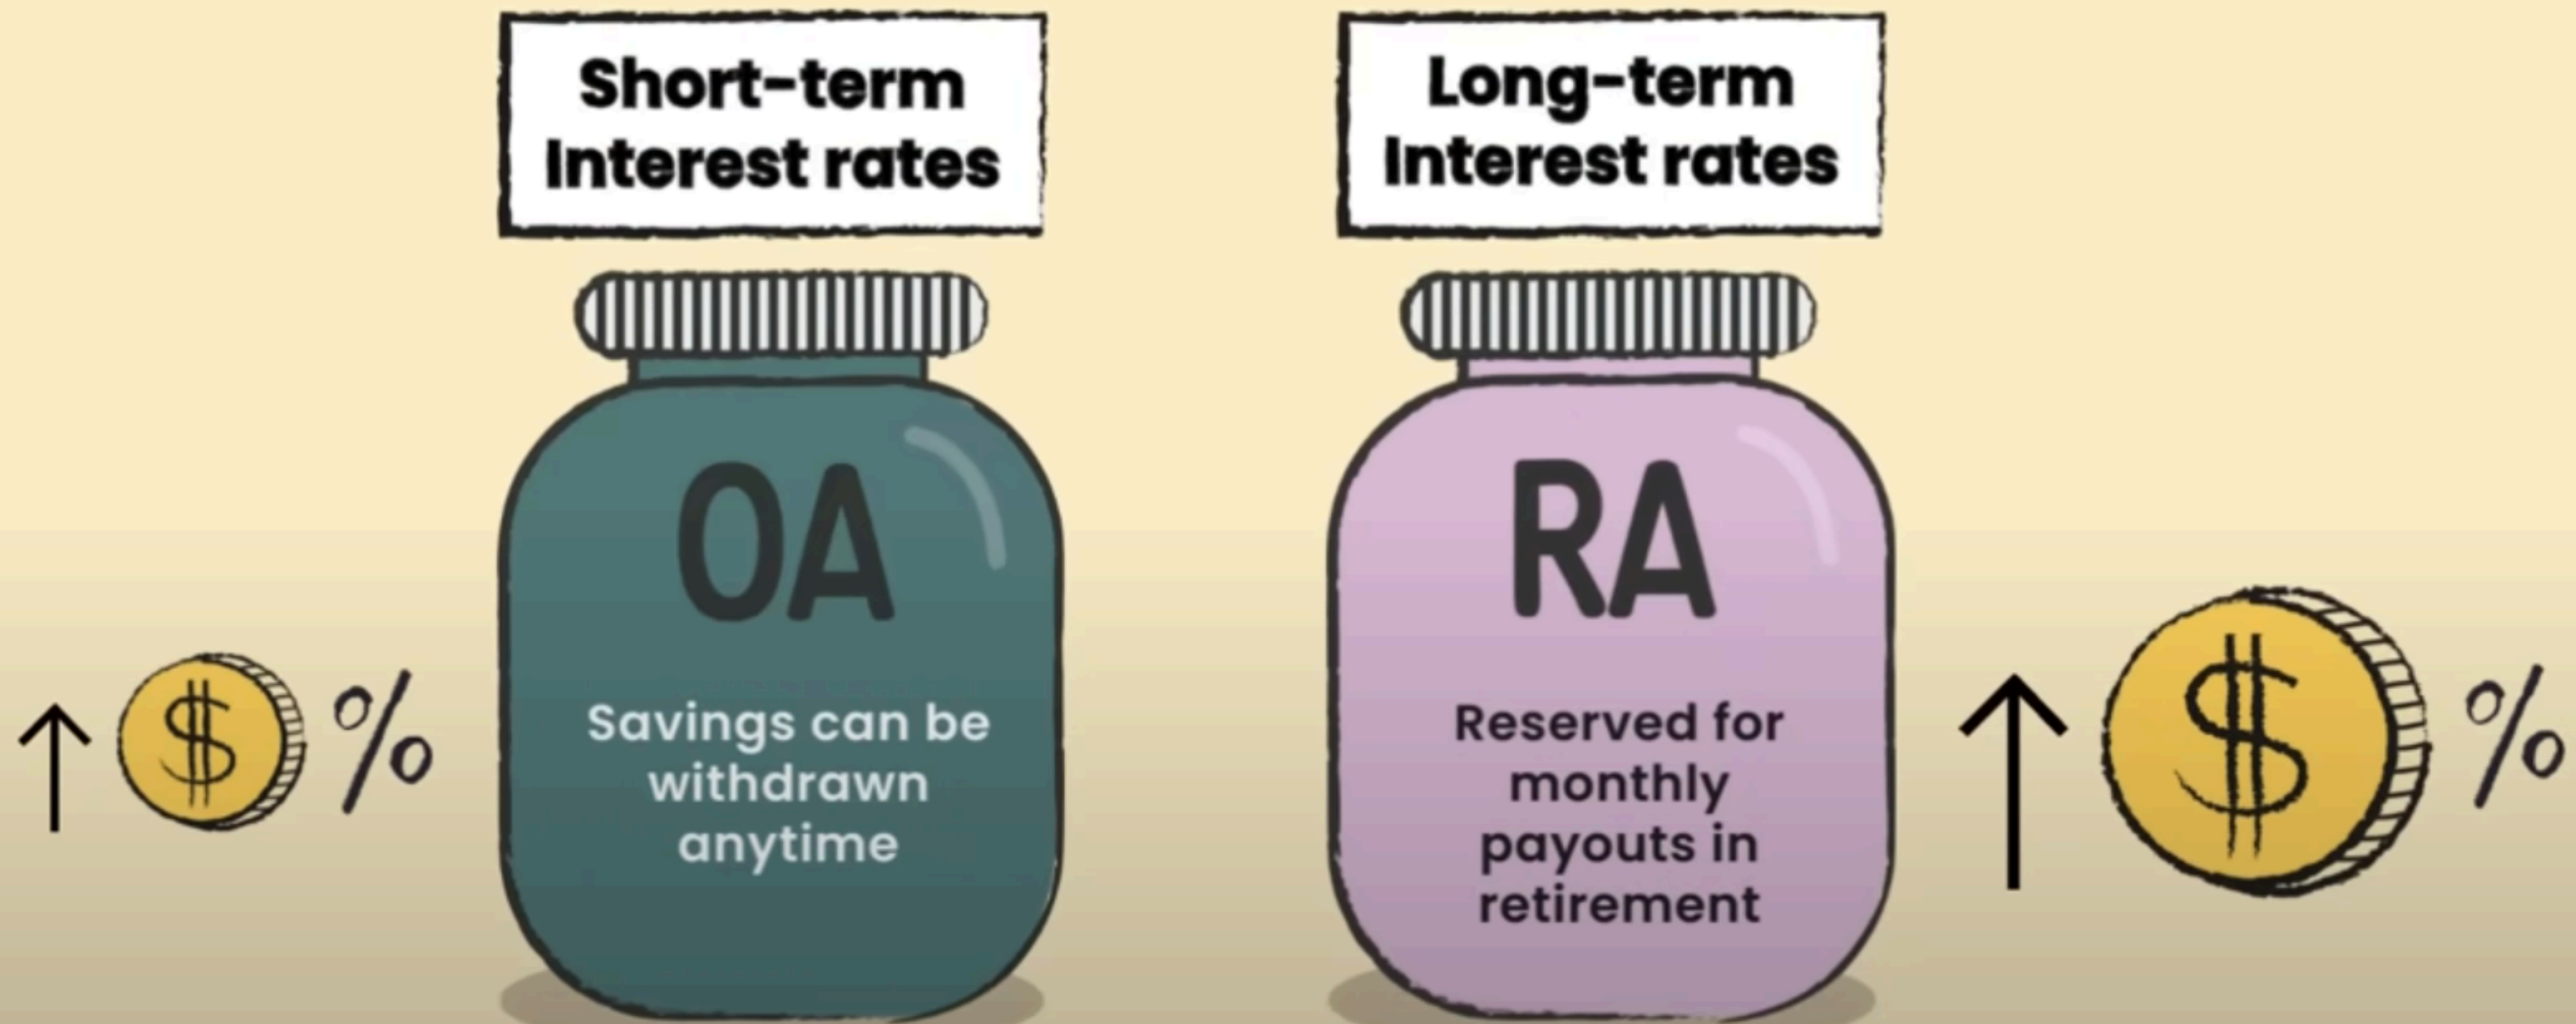 Short-term
Interest rates
OA
Savings can be
withdrawn
anytime
$ %
Long-term
Interest rates
RA
Reserved for
monthly
payouts in
retirement
$ %